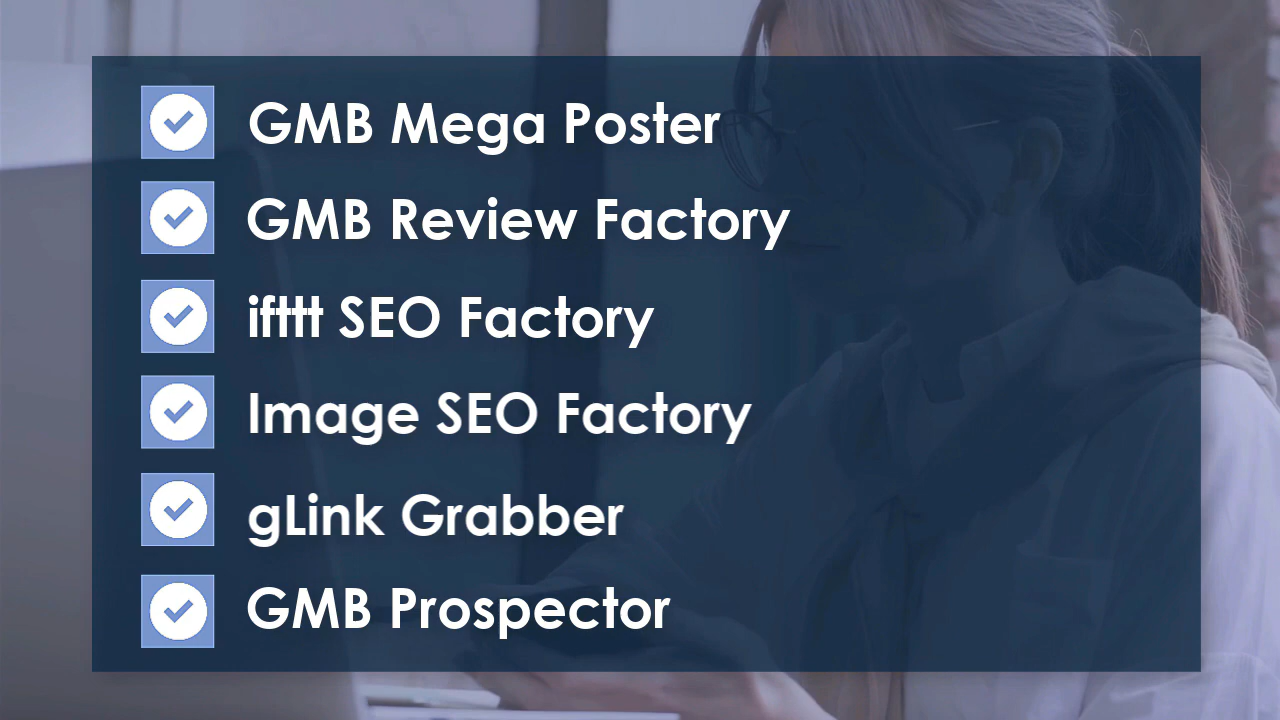 GMB Mega Poster
GMB Review Factory
ifttt SEO Factory
Image SEO Factory
gLink Grabber
GMB Prospector